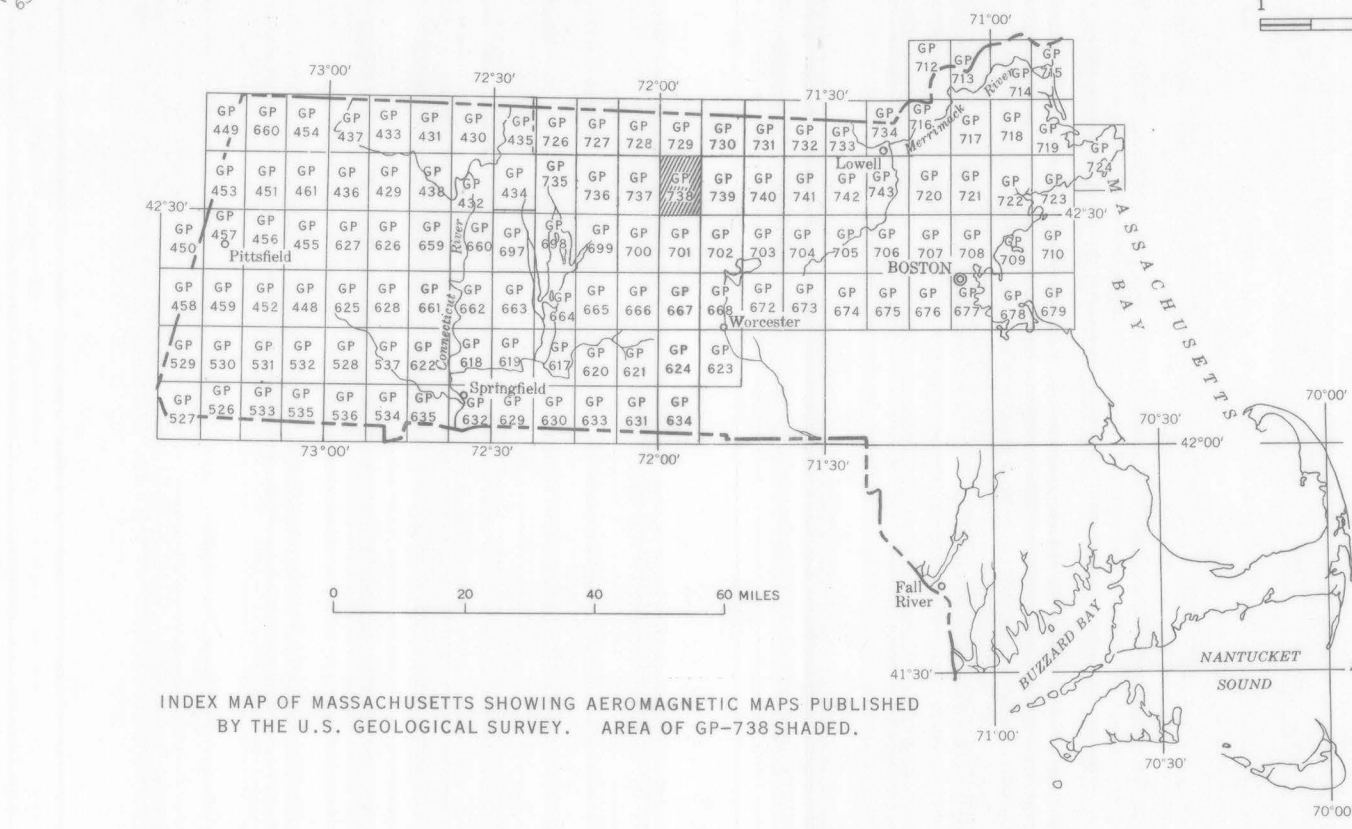 1
71°00'
GP 712 GP 713 GP 714 GP 715
73°00' 72°30' 72°00' 71°30'
River
GP 449 GP 660 GP 454 GP 437 GP 433 GP 431 GP 430 GP 435 GP 726 GP 727 GP 728 GP 729 GP 730 GP 731 GP 732 GP 733 GP 734 GP 716 GP 717 GP 718 GP 719
Merrimack
Lowell
GP 724
GP 453 GP 451 GP 461 GP 436 GP 429 GP 438 GP 432 GP 434 GP 735 GP 736 GP 737 GP 738 GP 739 GP 740 GP 741 GP 742 GP 743 GP 720 GP 721 GP 722 GP 723
42°30' 42°30'
GP 450 GP 457 GP 456 GP 455 GP 627 GP 626 GP 659 GP 660 GP 697 GP 698 GP 699 GP 700 GP 701 GP 702 GP 703 GP 704 GP 705 GP 706 GP 707 GP 708 GP 709 GP 710
Pittsfield
River
BOSTON
MASSACHUSETTS
BAY
GP 458 GP 459 GP 452 GP 448 GP 625 GP 628 GP 661 GP 662 GP 663 GP 664 GP 665 GP 666 GP 667 GP 668 GP 672 GP 673 GP 674 GP 675 GP 676 GP 677 GP 678 GP 679
Worcester
Connecticut
GP 529 GP 530 GP 531 GP 532 GP 528 GP 537 GP 622 GP 618 GP 619 GP 617 GP 620 GP 621 GP 624 GP 623
Springfield
GP 527 GP 526 GP 533 GP 535 GP 536 GP 534 GP 635 GP 632 GP 629 GP 630 GP 633 GP 631 GP 634
70°00'
70°30'
42°00'
73°00' 72°30' 72°00' 71°30'
Fall
River
0 20 40 60 MILES
BUZZARD BAY
NANTUCKET
SOUND
41°30'
INDEX MAP OF MASSACHUSETTS SHOWING AEROMAGNETIC MAPS PUBLISHED
BY THE U.S. GEOLOGICAL SURVEY. AREA OF GP-738 SHADED.
71°00'
70°30'
70°00'